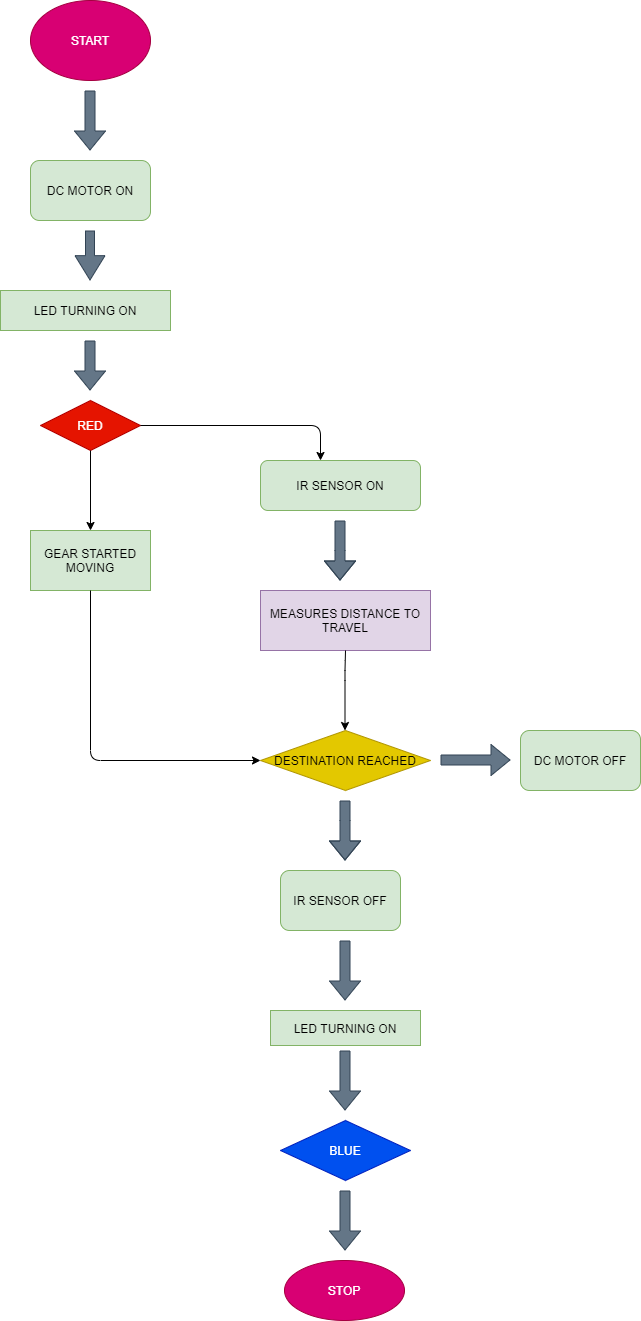 START
DC MOTOR ON
LED TURNING ON
RED
IR SENSOR ON
GEAR STARTED
MOVING
MEASURES DISTANCE TO
TRAVEL
DESTINATION REACHED
DC MOTOR OFF
IR SENSOR OFF
LED TURNING ON
BLUE
STOP